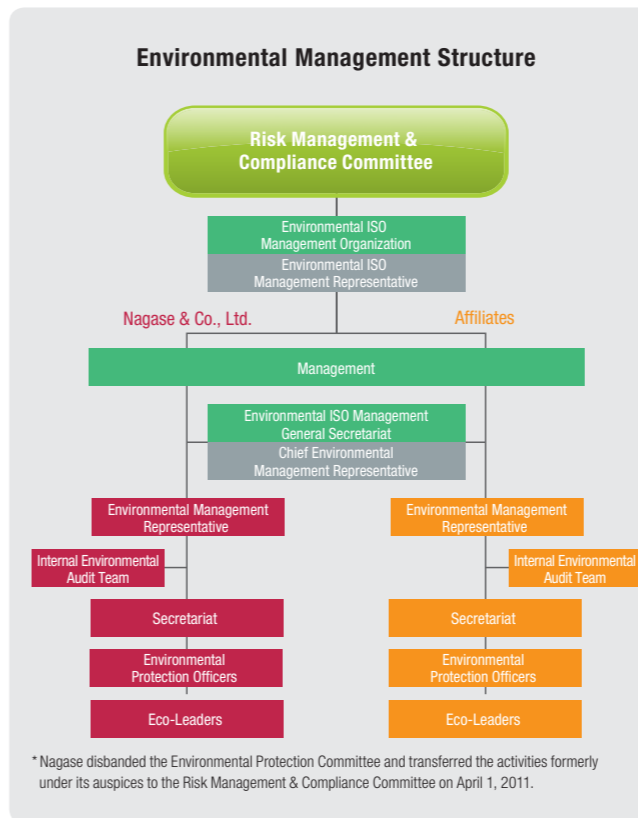 Environmental Management Structure
Risk Management &
Compliance Committee
Environmental ISO
Management Organization
Environmental ISO
Management Representative
Nagase & Co., Ltd.
Affiliates
Management
Environmental ISO Management
General Secretariat
Chief Environmental
Management Representative
Environmental Management
Representative
Environmental Management
Representative
Internal Environmental
Audit Team
Internal Environmental
Audit Team
Secretariat
Secretariat
Environmental
Protection Officers
Environmental
Protection Officers
Eco-Leaders
Eco-Leaders
* Nagase disbanded the Environmental Protection Committee and transferred the activities formerly
under its auspices to the Risk Management & Compliance Committee on April 1, 2011.